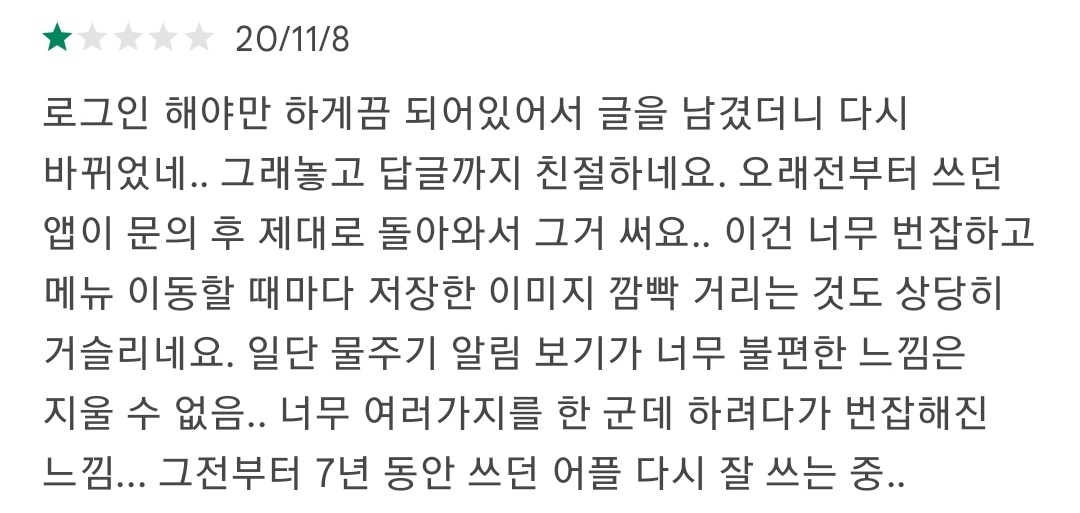 20/11/8
로그인 해야만 하게끔 되어있어서 글을 남겼더니 다시
바뀌었네.. 그래놓고 답글까지 친절하네요. 오래전부터 쓰던
앱이 문의 후 제대로 돌아와서 그거 써요.. 이건 너무 번잡하고
메뉴 이동할 때마다 저장한 이미지 깜빡 거리는 것도 상당히
거슬리네요. 일단 물주기 알림 보기가 너무 불편한 느낌은
지울 수 없음.. 너무 여러가지를 한 군데 하려다가 번잡해진
느낌... 그전부터 7년 동안 쓰던 어플 다시 잘 쓰는 중..